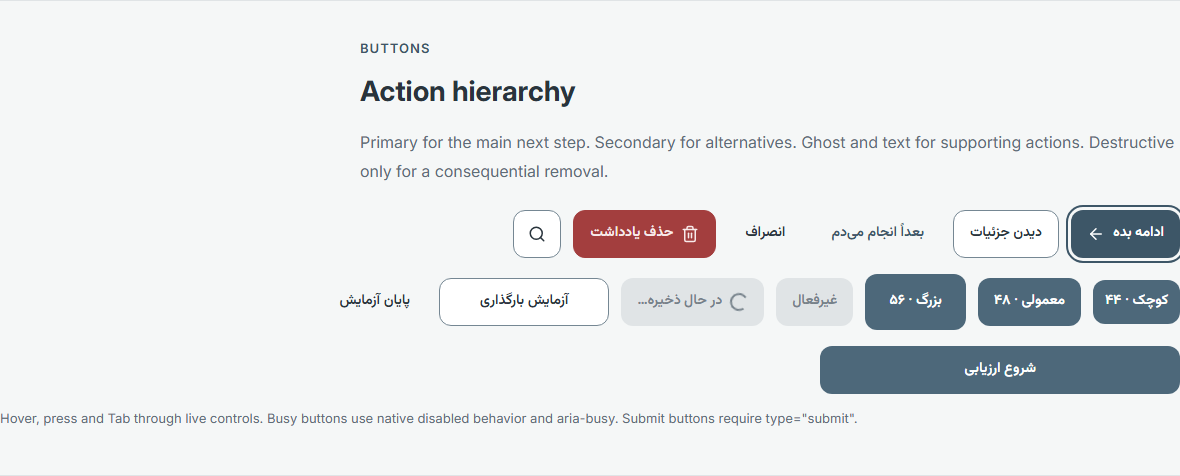 BUTTONS
Action hierarchy
Primary for the main next step. Secondary for alternatives. Ghost and text for supporting actions. Destructive
only for a consequential removal.
ادامه بده
دیدن جزئیات
بعداً انجام می‌دم
انصراف
حذف یادداشت
کوچک · ۴۴
معمولی · ۴۸
بزرگ · ۵۶
غیرفعال
در حال ذخیره…
آزمایش بارگذاری
پایان آزمایش
شروع ارزیابی
Hover, press and Tab through live controls. Busy buttons use native disabled behavior and aria-busy. Submit buttons require type="submit".